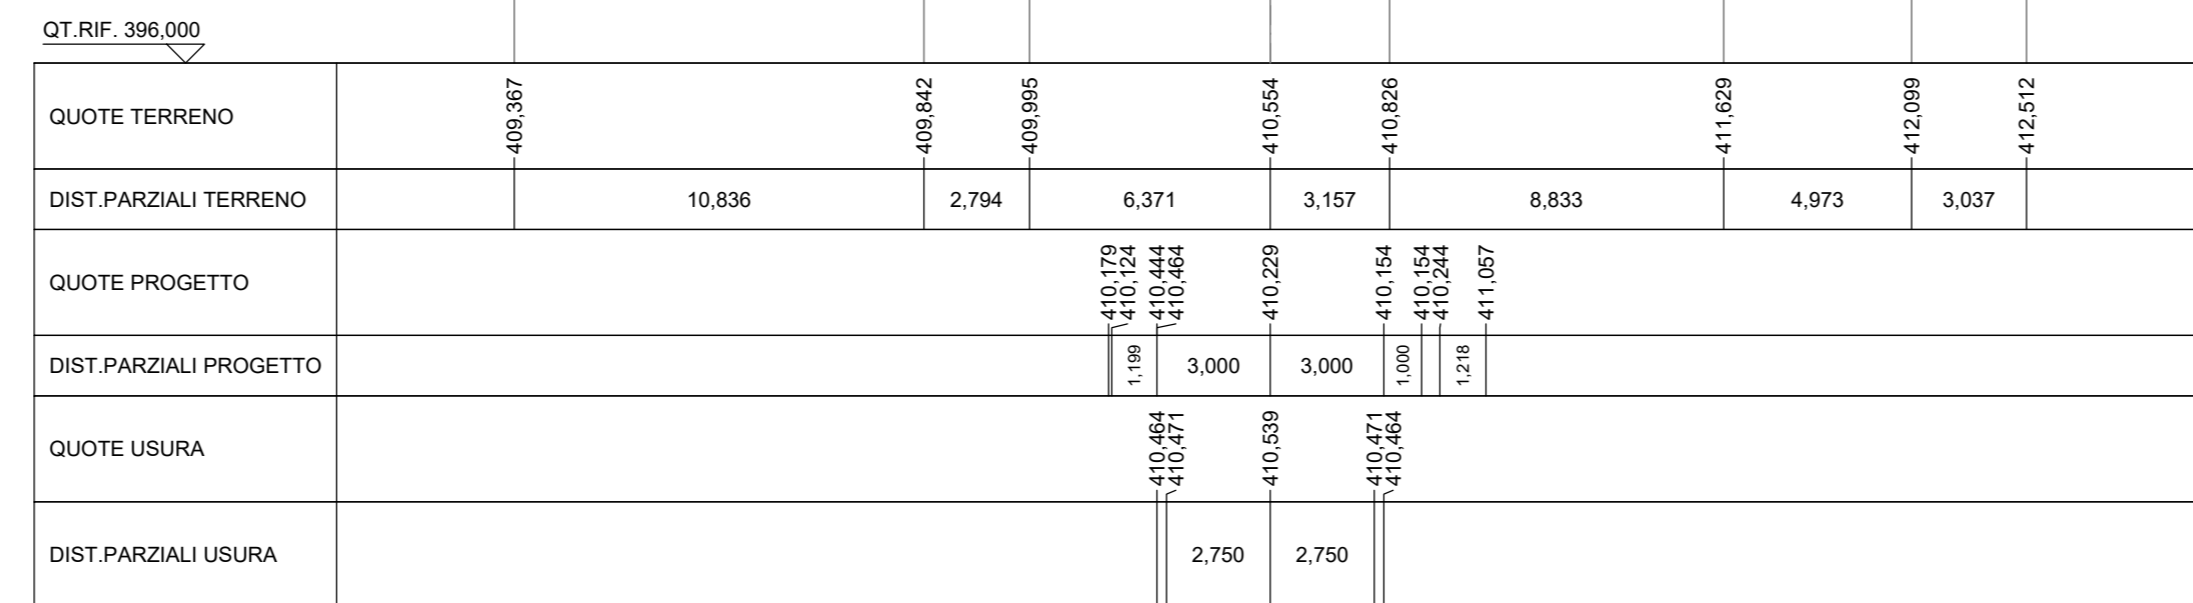 QT.RIF. 396,000
QUOTE TERRENO 409,367 409,842 409,995 410,554 410,826 411,629 412,099 412,512
DIST.PARZIALI TERRENO 10,836 2,794 6,371 3,157 8,833 4,973 3,037
QUOTE PROGETTO 410,179 410,124 410,444 410,464 410,229 410,154 410,154 410,244 411,057
DIST.PARZIALI PROGETTO 1,199 3,000 3,000 1,000 1,218
QUOTE USURA 410,464 410,471 410,539 410,471 410,464
DIST.PARZIALI USURA 2,750 2,750